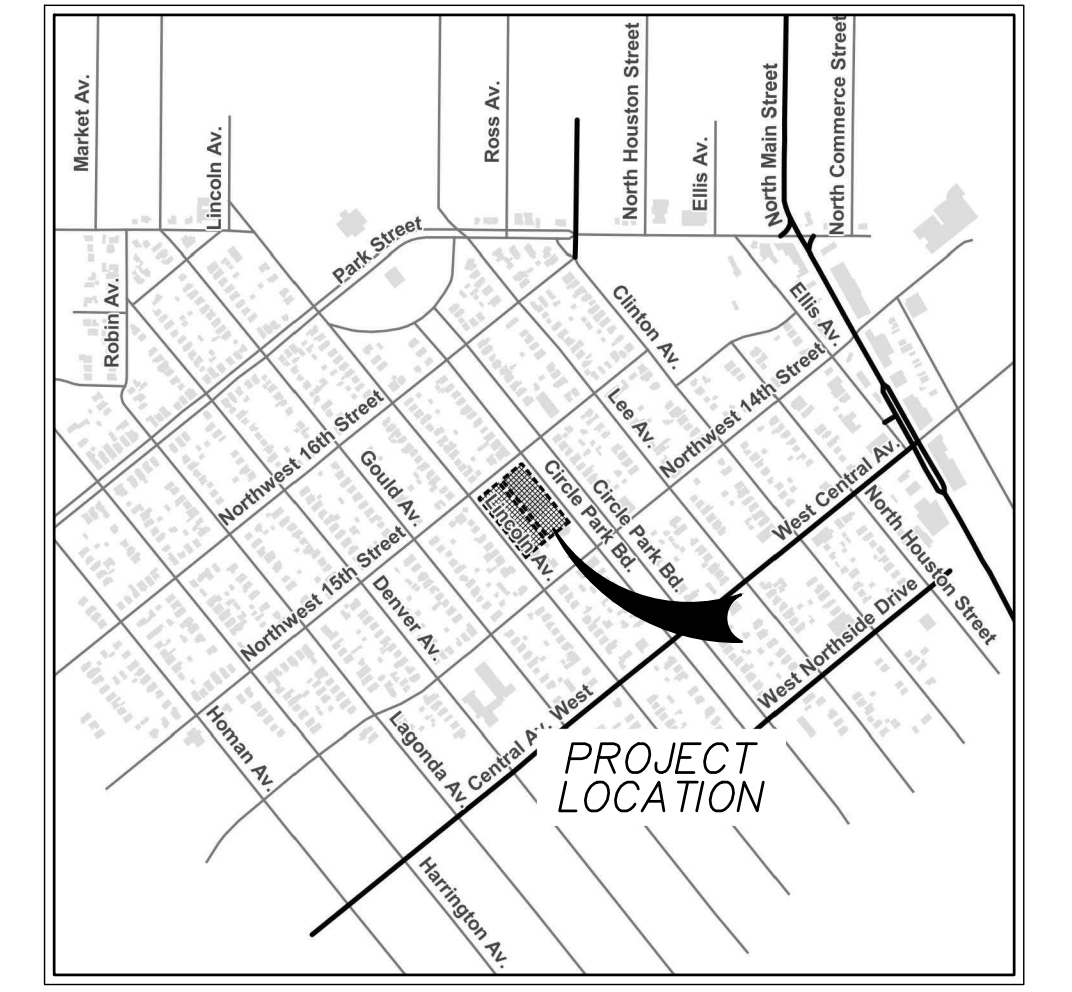 Market Av.
Lincoln Av.
Ross Av.
North Houston Street
Ellis Av.
North Main Street
North Commerce Street
Park Street
Robin Av.
Clinton Av.
Ellis Av.
Lee Av.
Northwest 14th Street
Northwest 16th Street
Gould Av.
Circle Park Bd.
Circle Park Bd.
West Central Av.
Lincoln Av.
North Houston Street
Northwest 15th Street
Denver Av.
West Northside Drive
Homan Av.
Lagonda Av.
Central Av. West
PROJECT
LOCATION
Harrington Av.